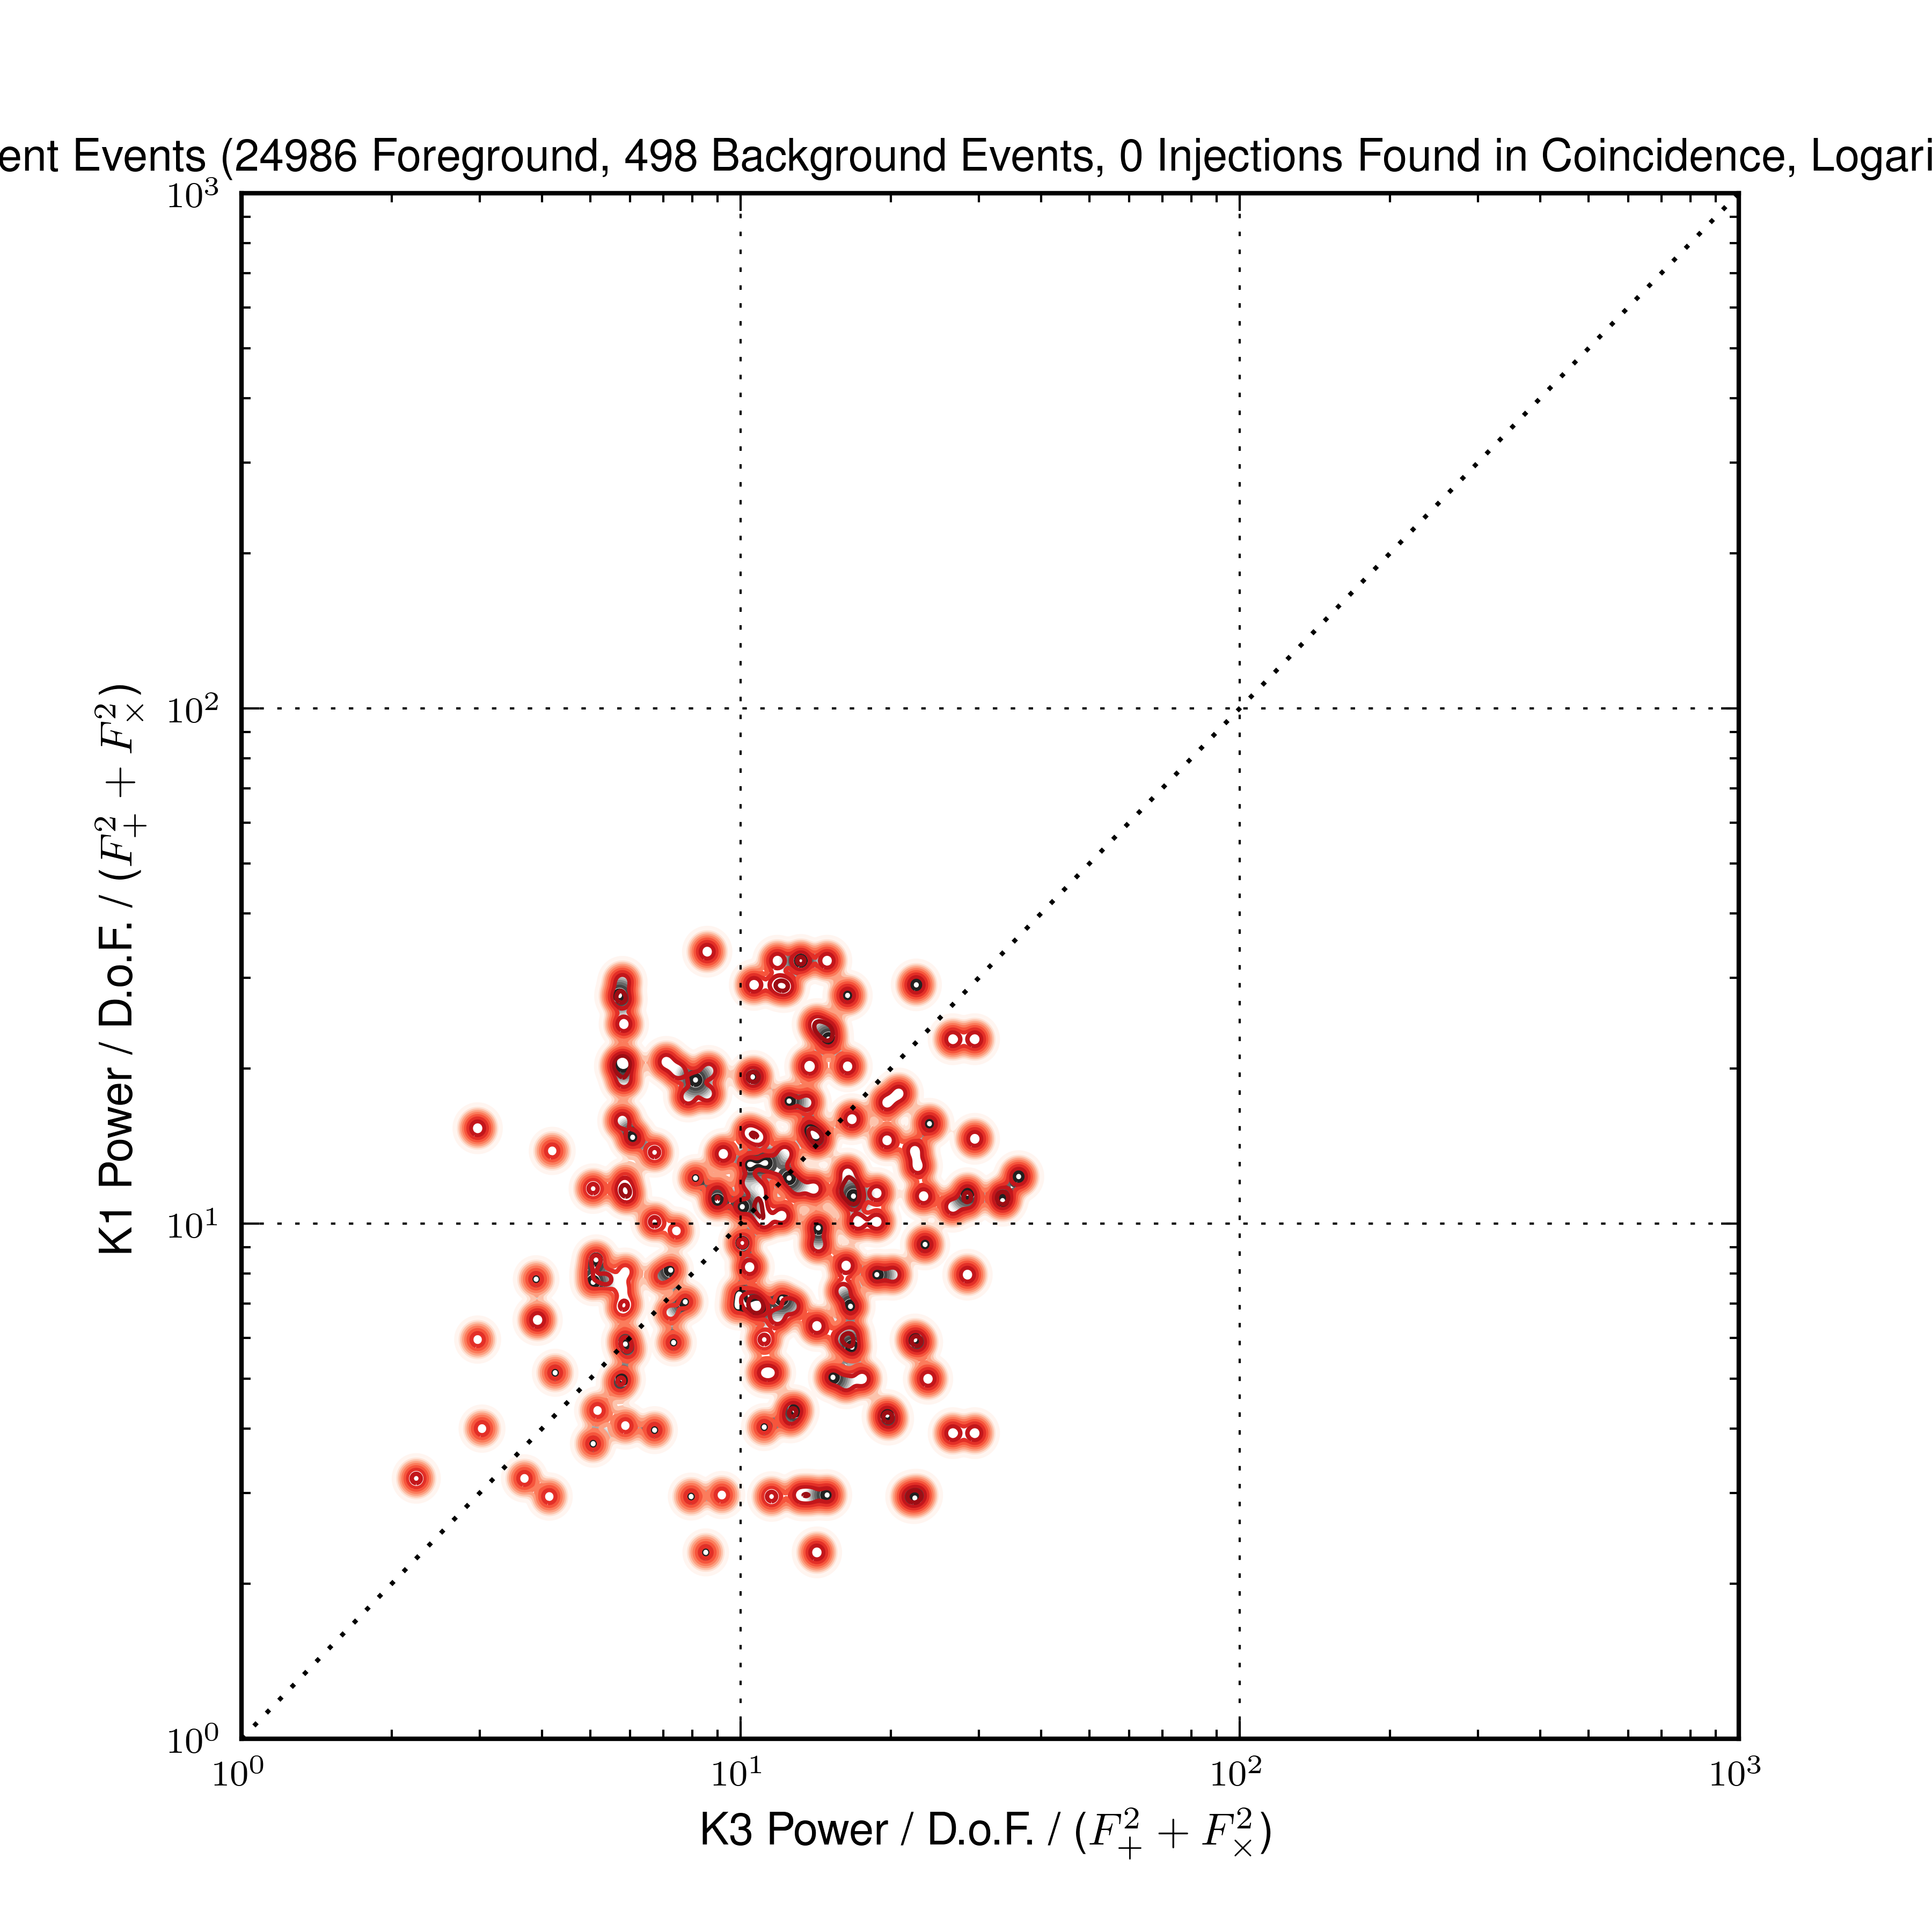 ent Events (24986 Foreground, 498 Background Events, 0 Injections Found in Coincidence, Logari
10³
10²
10¹
10⁰
K1 Power / D.o.F. / (F₊² + F×²)
10⁰ 10¹ 10² 10³
K3 Power / D.o.F. / (F₊² + F×²)